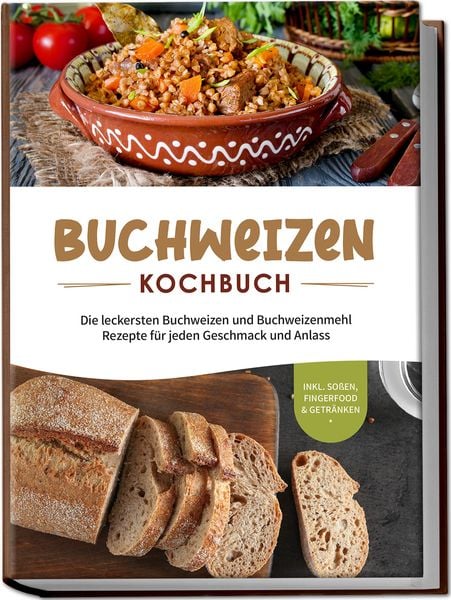 BUCHWEIZEN
KOCHBUCH
Die leckersten Buchweizen und Buchweizenmehl
Rezepte für jeden Geschmack und Anlass
INKL. SOßEN,
FINGERFOOD
& GETRÄNKEN
*